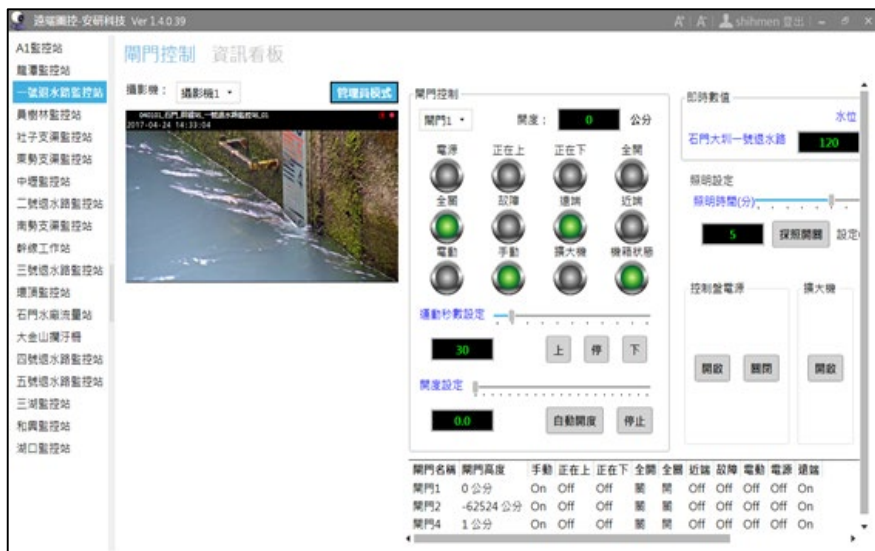 遠端圖控-安研科技 Ver 1.4.0.39
A⁺ A⁻ shihmen 登出
A1監控站
龍潭監控站
一號退水路監控站
員樹林監控站
社子支渠監控站
東勢支渠監控站
中壢監控站
二號退水路監控站
南勢支渠監控站
幹線工作站
三號退水路監控站
環頂監控站
石門水廠流量站
大金山攔汙柵
四號退水路監控站
五號退水路監控站
三湖監控站
和興監控站
湖口監控站
閘門控制 資訊看板
攝影機: 攝影機1 管理員模式
2017-04-24 14:33:04
閘門控制
閘門1 開度: 0 公分
電源 正在上 正在下 全開
全關 故障 遠端 近端
電動 手動 擴大機 機箱狀態
運動秒數設定
30 上 停 下
開度設定
0.0 自動開度 停止
即時數值
水位
石門大圳一號退水路 120
照明設定
照明時間(分)
5 探照開關 設定
控制盤電源 擴大機
開啟 關閉 開啟
閘門名稱 閘門高度 手動 正在上 正在下 全開 全關 近端 故障 電動 電源 遠端
閘門1 0 公分 On Off Off 關 開 Off Off Off Off On
閘門2 -62524 公分 On Off Off 關 關 Off Off Off Off On
閘門4 1 公分 On Off Off 關 開 Off Off Off Off On